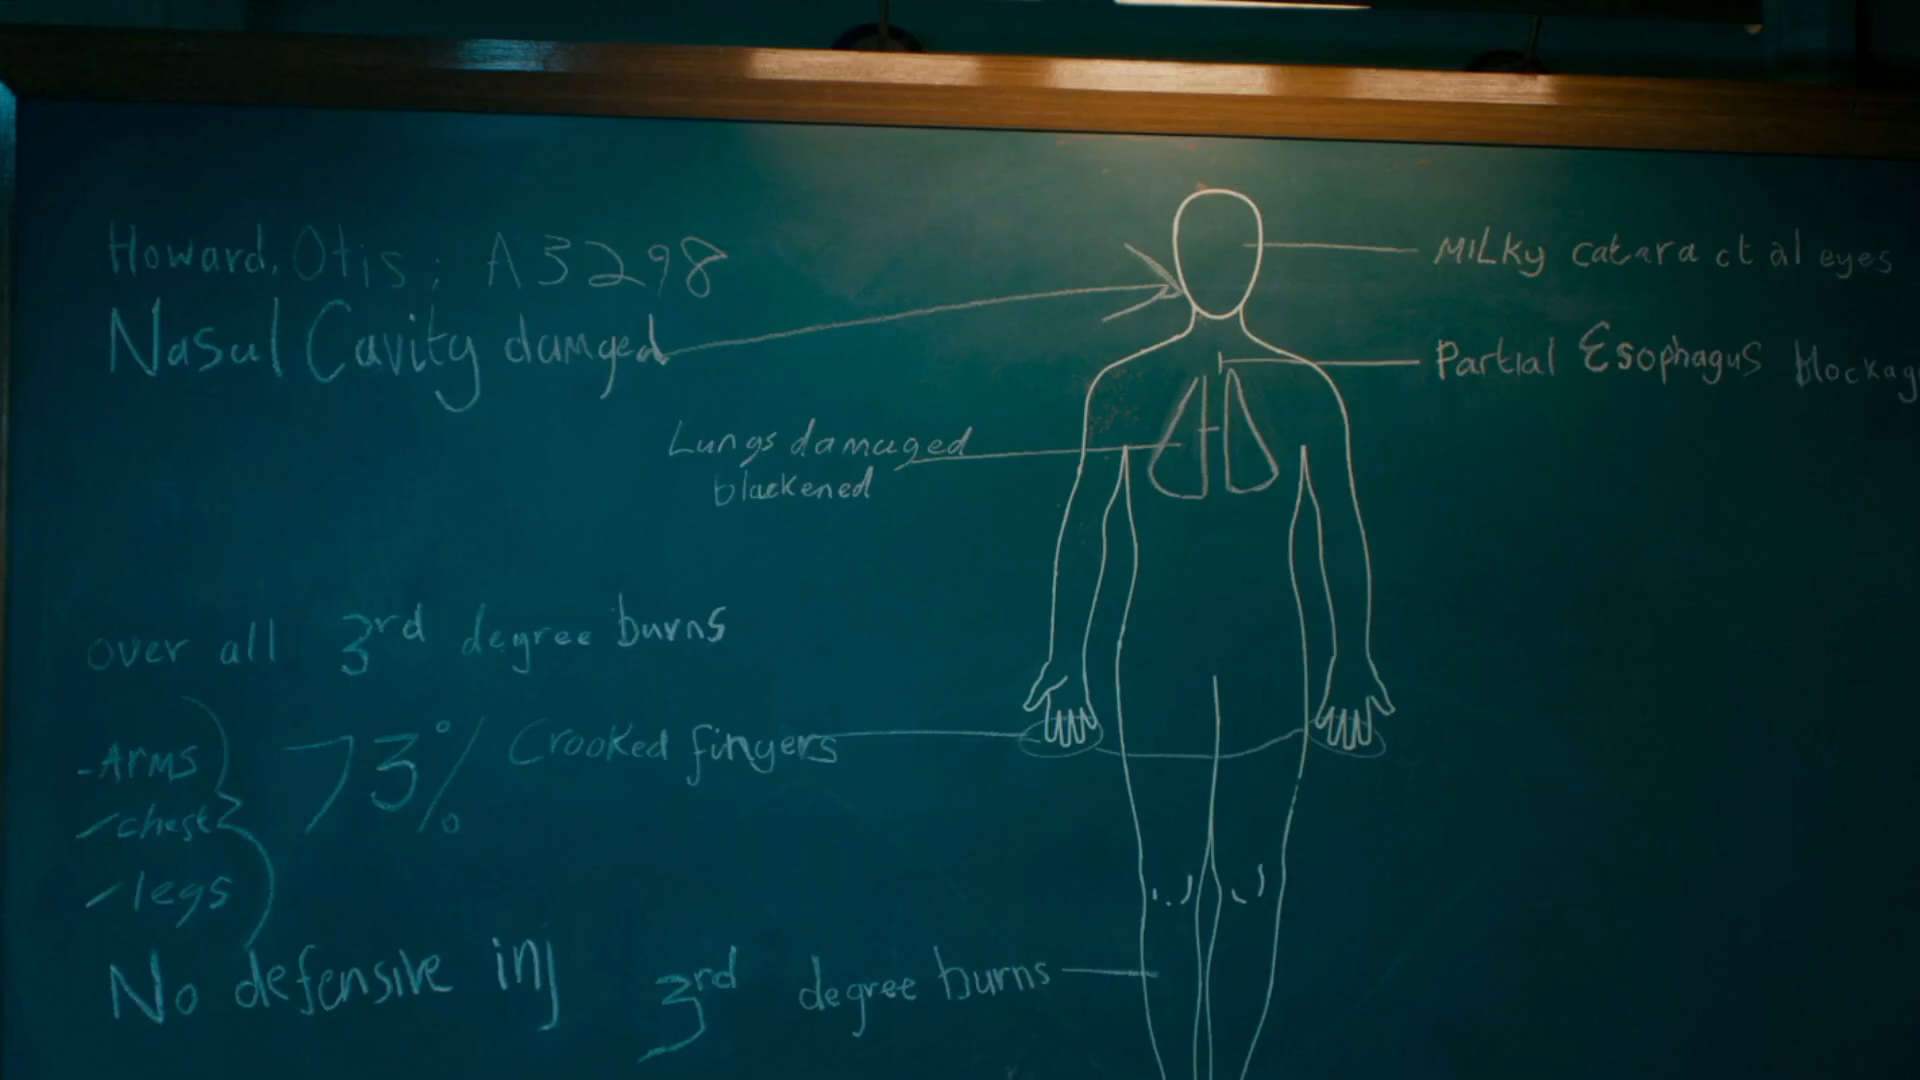 Howard, Otis; A3298
Nasul Cavity damged
Milky cataract al eyes
Partial Esophagus blockag
Lungs damaged
blackened
over all 3rd degree burns
-Arms
-chest
-legs
73%
Crooked fingers
No defensive inj
3rd degree burns